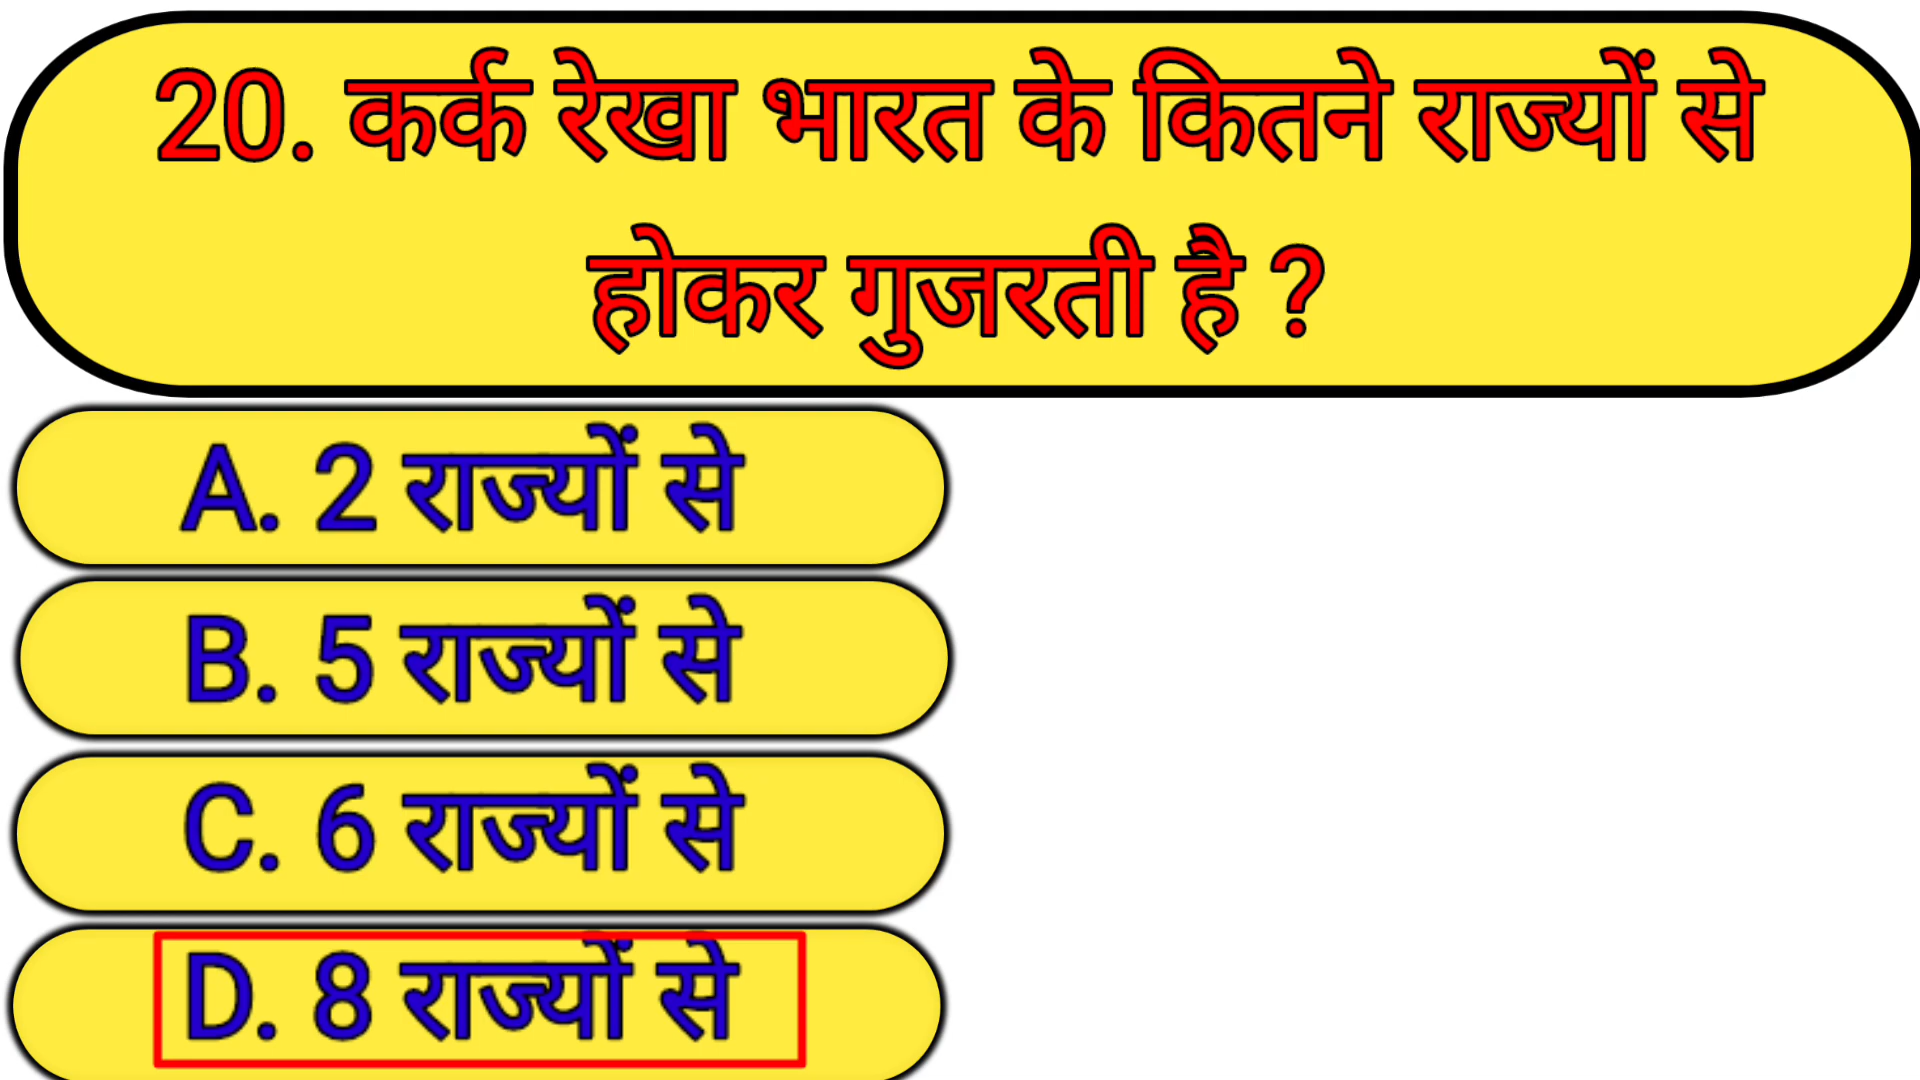 20. कर्क रेखा भारत के कितने राज्यों से
होकर गुजरती है ?
A. 2 राज्यों से
B. 5 राज्यों से
C. 6 राज्यों से
D. 8 राज्यों से